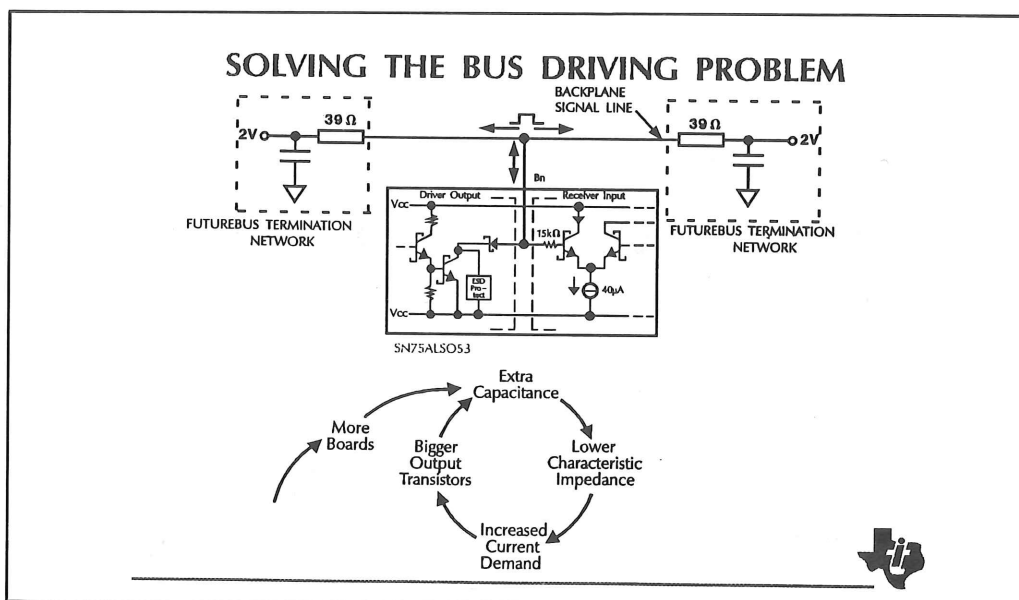 SOLVING THE BUS DRIVING PROBLEM
BACKPLANE
SIGNAL LINE
39 Ω
2V
39 Ω
2V
Bn
FUTUREBUS TERMINATION
NETWORK
Driver Output
Receiver Input
FUTUREBUS TERMINATION
NETWORK
Vcc
15kΩ
ESD
Pro-
tect
40μA
Vcc
SN75ALSO53
Extra
Capacitance
More
Boards
Bigger
Output
Transistors
Lower
Characteristic
Impedance
Increased
Current
Demand